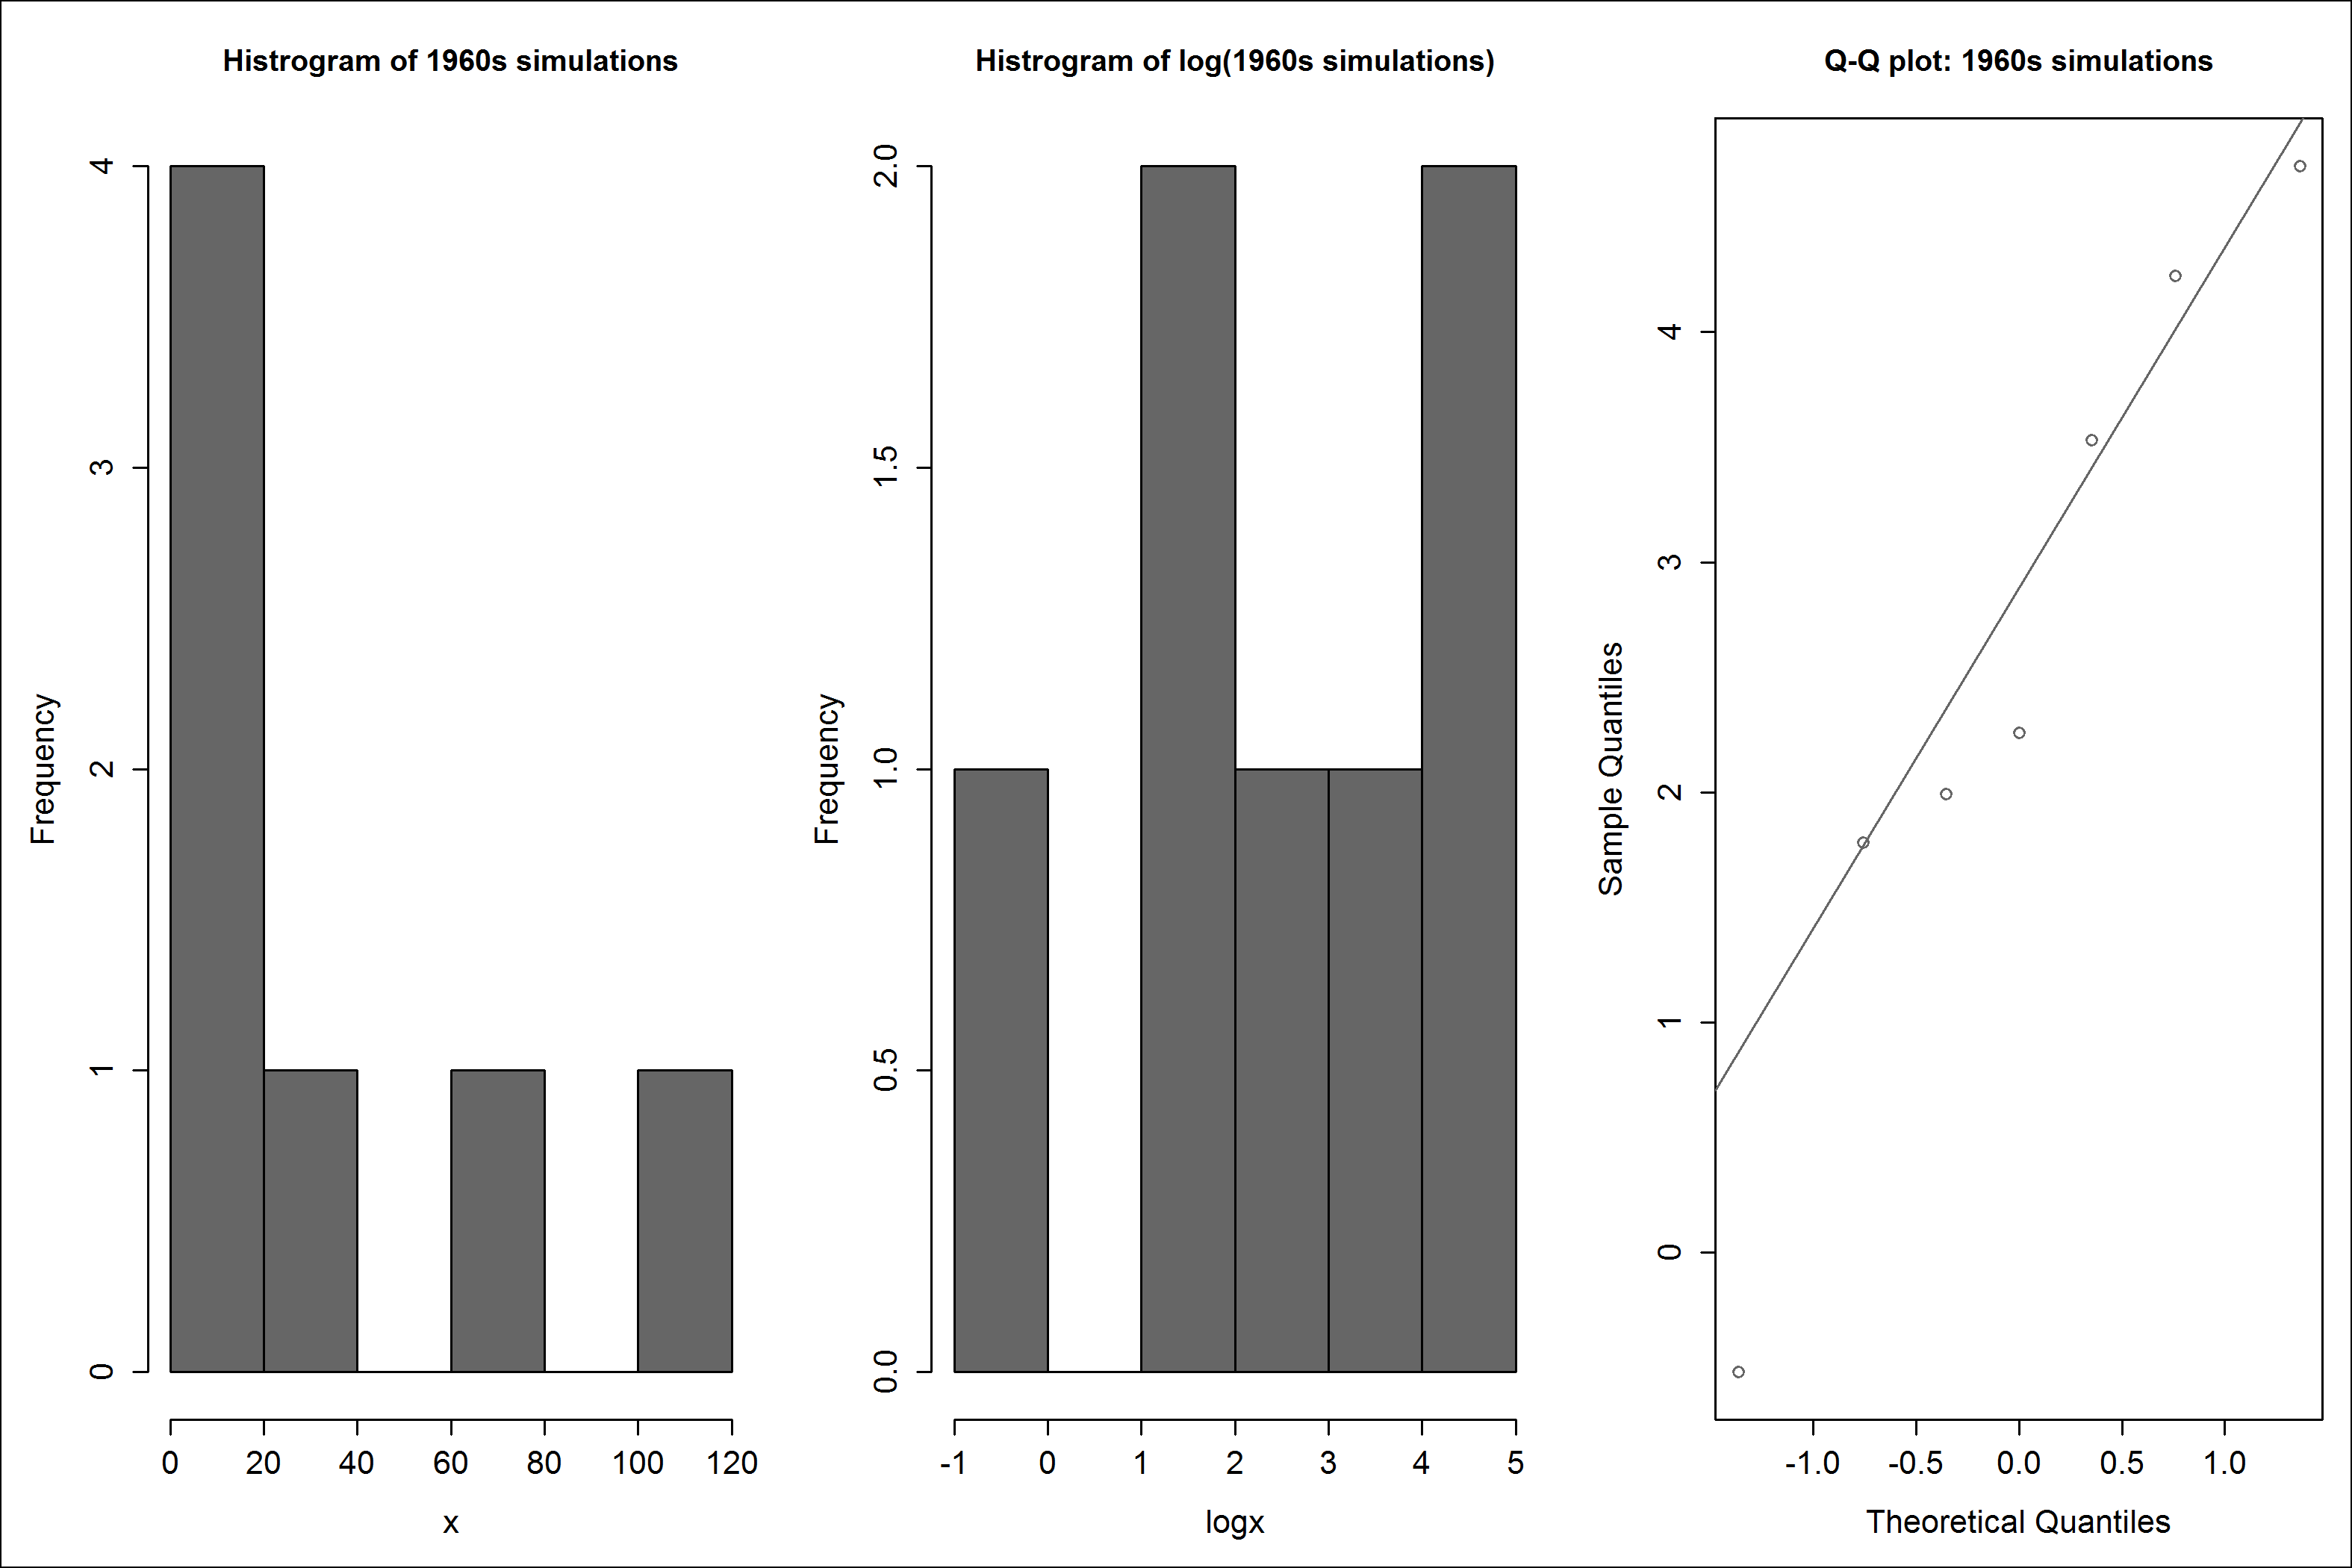 Histrogram of 1960s simulations
Frequency
4
3
2
1
0
0 20 40 60 80 100 120
x
Histrogram of log(1960s simulations)
Frequency
2.0
1.5
1.0
0.5
0.0
-1 0 1 2 3 4 5
logx
Q-Q plot: 1960s simulations
Sample Quantiles
4
3
2
1
0
-1.0 -0.5 0.0 0.5 1.0
Theoretical Quantiles